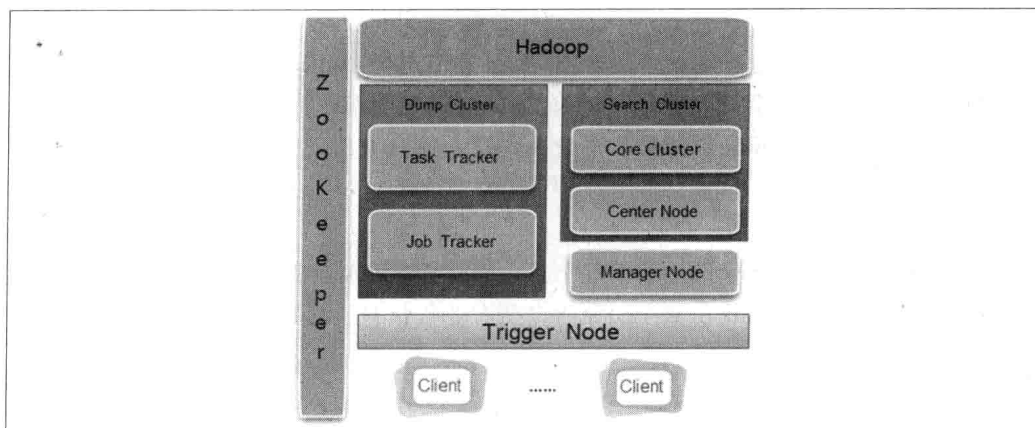 ZooKeeper
Hadoop
Dump Cluster
Task Tracker
Job Tracker
Search Cluster
Core Cluster
Center Node
Manager Node
Trigger Node
Client
......
Client